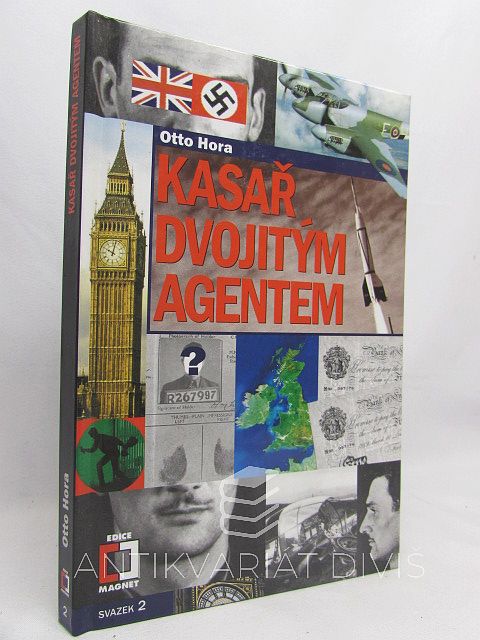 KASAŘ DVOJITÝM AGENTEM
Otto Hora
2
Otto Hora
KASAŘ
DVOJITÝM
AGENTEM
?
R267997
EDICE
MAGNET
SVAZEK 2
ANTIKVARIÁT DIVIŠ